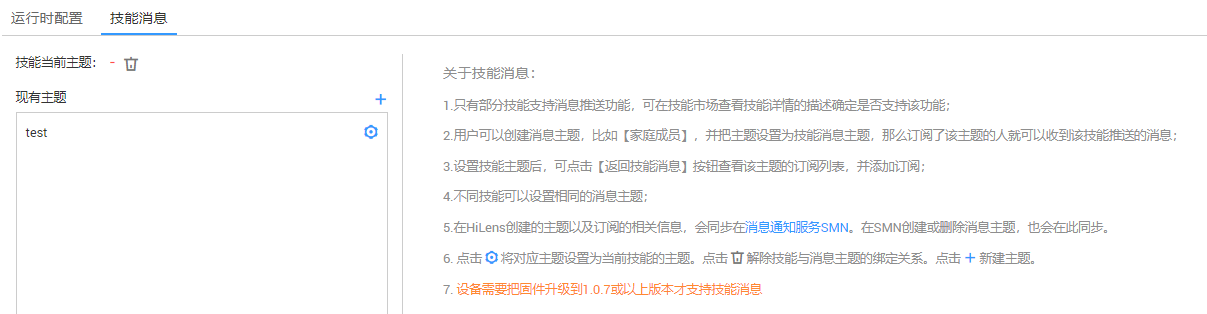 运行时配置 技能消息
技能当前主题： -
现有主题 +
test
关于技能消息：
1.只有部分技能支持消息推送功能，可在技能市场查看技能详情的描述确定是否支持该功能；
2.用户可以创建消息主题，比如【家庭成员】，并把主题设置为技能消息主题，那么订阅了该主题的人就可以收到该技能推送的消息；
3.设置技能主题后，可点击【返回技能消息】按钮查看该主题的订阅列表，并添加订阅；
4.不同技能可以设置相同的消息主题；
5.在HiLens创建的主题以及订阅的相关信息，会同步在消息通知服务SMN。在SMN创建或删除消息主题，也会在此同步。
6. 点击 将对应主题设置为当前技能的主题。点击 解除技能与消息主题的绑定关系。点击 + 新建主题。
7. 设备需要把固件升级到1.0.7或以上版本才支持技能消息